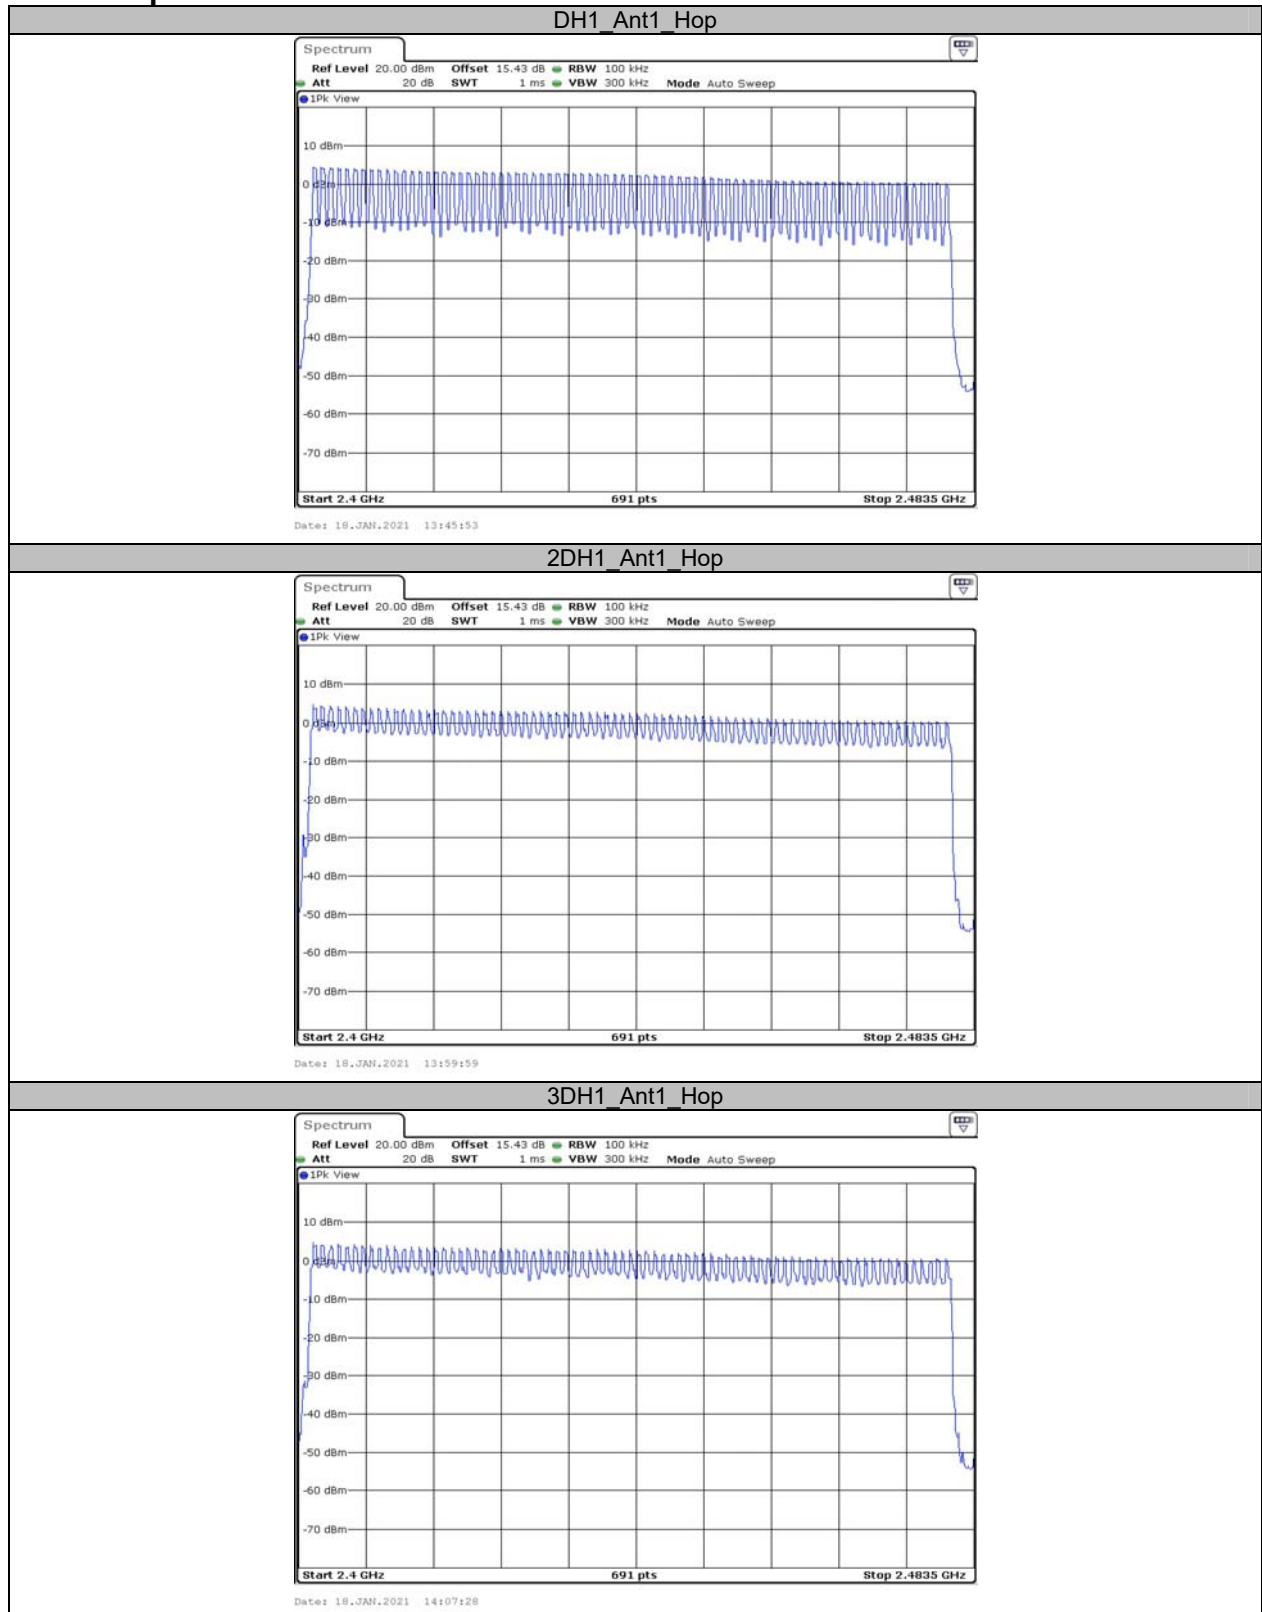 DH1_Ant1_Hop
Spectrum
Ref Level 20.00 dBm Offset 15.43 dB RBW 100 kHz
Att 20 dB SWT 1 ms VBW 300 kHz Mode Auto Sweep
1Pk View
10 dBm
0 dBm
-10 dBm
-20 dBm
-30 dBm
-40 dBm
-50 dBm
-60 dBm
-70 dBm
Start 2.4 GHz 691 pts Stop 2.4835 GHz
Date: 18.JAN.2021 13:45:53
2DH1_Ant1_Hop
Spectrum
Ref Level 20.00 dBm Offset 15.43 dB RBW 100 kHz
Att 20 dB SWT 1 ms VBW 300 kHz Mode Auto Sweep
1Pk View
10 dBm
0 dBm
-10 dBm
-20 dBm
-30 dBm
-40 dBm
-50 dBm
-60 dBm
-70 dBm
Start 2.4 GHz 691 pts Stop 2.4835 GHz
Date: 18.JAN.2021 13:59:59
3DH1_Ant1_Hop
Spectrum
Ref Level 20.00 dBm Offset 15.43 dB RBW 100 kHz
Att 20 dB SWT 1 ms VBW 300 kHz Mode Auto Sweep
1Pk View
10 dBm
0 dBm
-10 dBm
-20 dBm
-30 dBm
-40 dBm
-50 dBm
-60 dBm
-70 dBm
Start 2.4 GHz 691 pts Stop 2.4835 GHz
Date: 18.JAN.2021 14:07:28